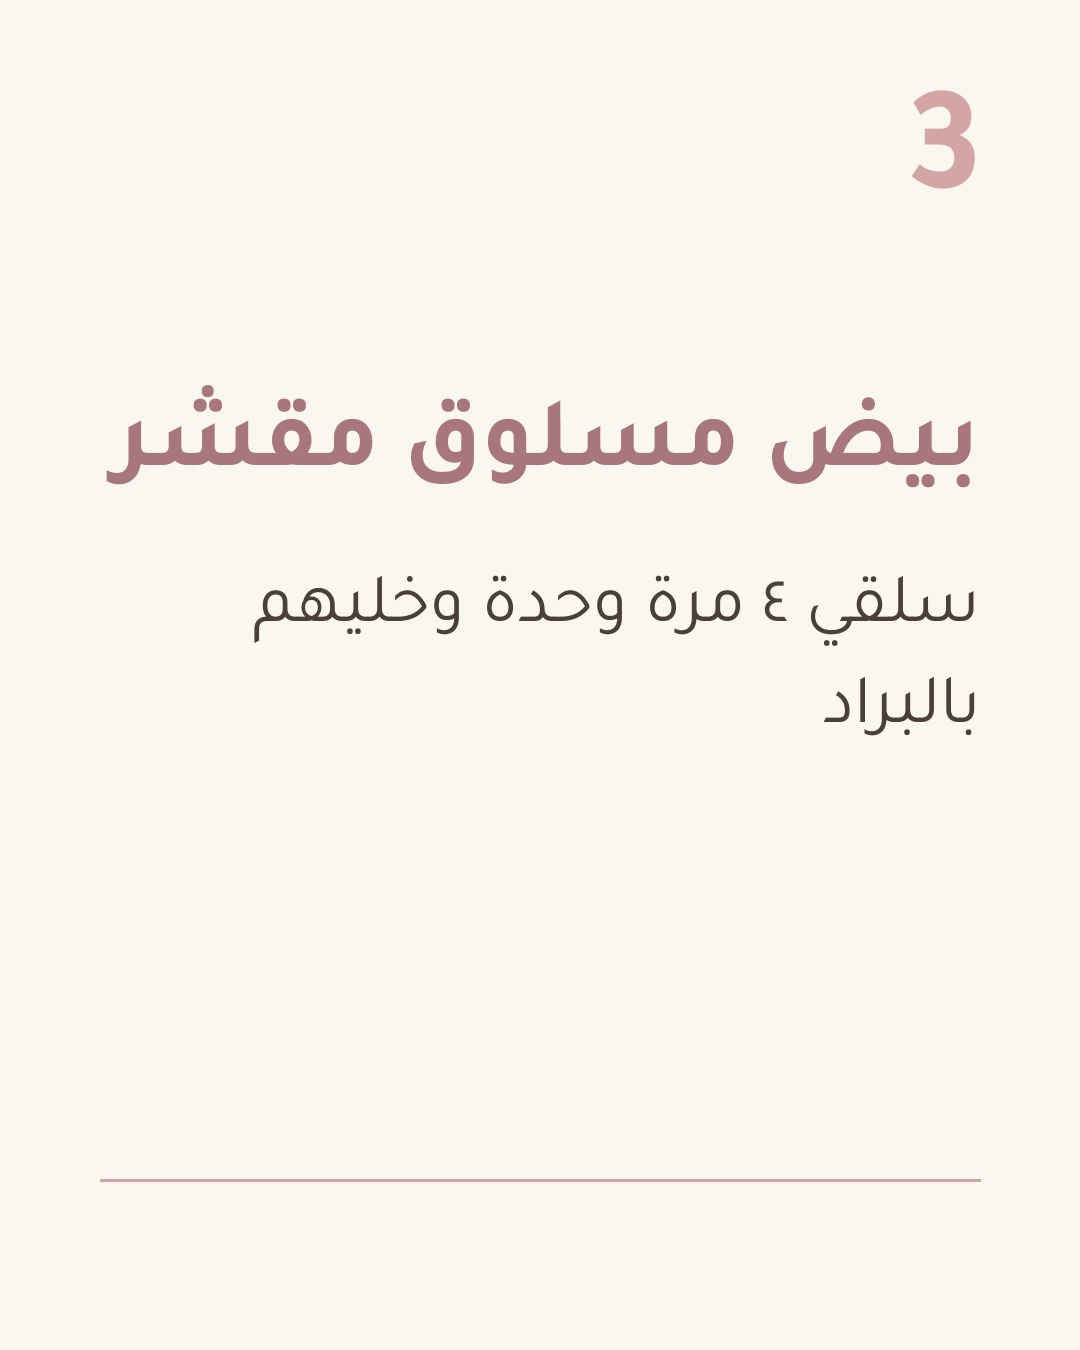 3
بيض مسلوق مقشر
سلقي ٤ مرة وحدة وخليهم
بالبراد